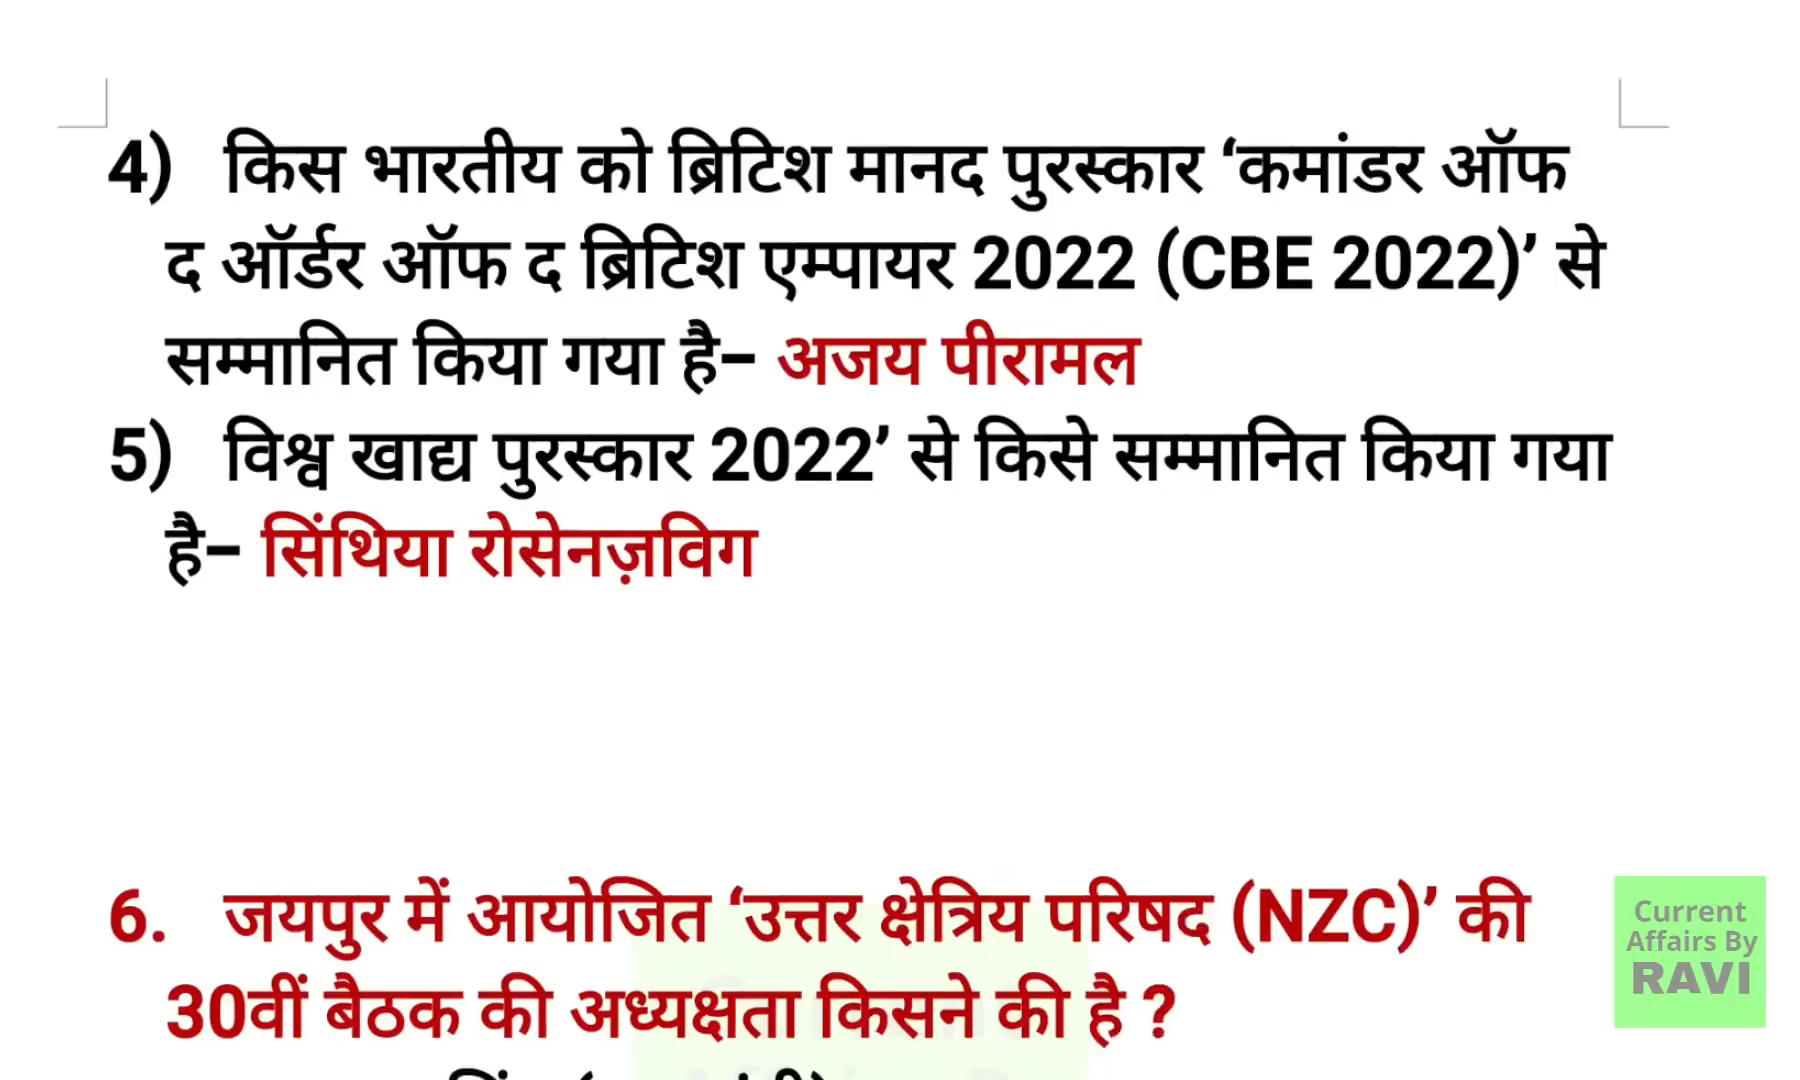 4) किस भारतीय को ब्रिटिश मानद पुरस्कार ‘कमांडर ऑफ
द ऑर्डर ऑफ द ब्रिटिश एम्पायर 2022 (CBE 2022)’ से
सम्मानित किया गया है– अजय पीरामल
5) विश्व खाद्य पुरस्कार 2022’ से किसे सम्मानित किया गया
है– सिंथिया रोसेनज़विग
6. जयपुर में आयोजित ‘उत्तर क्षेत्रिय परिषद (NZC)’ की
30वीं बैठक की अध्यक्षता किसने की है ?
Current
Affairs By
RAVI